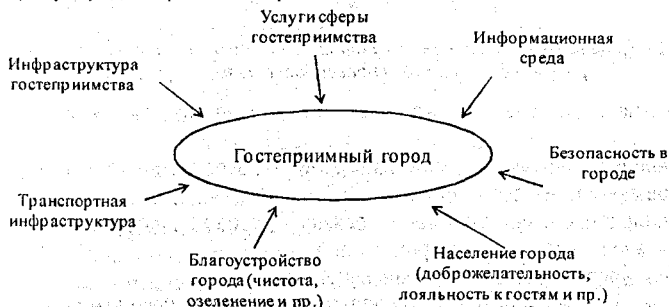 Услуги сферы
гостеприимства
Информационная
среда
Инфраструктура
гостеприимства
Гостеприимный город
Безопасность в
городе
Транспортная
инфраструктура
Благоустройство
города (чистота,
озеленение и пр.)
Население города
(доброжелательность,
лояльность к гостям и пр.)